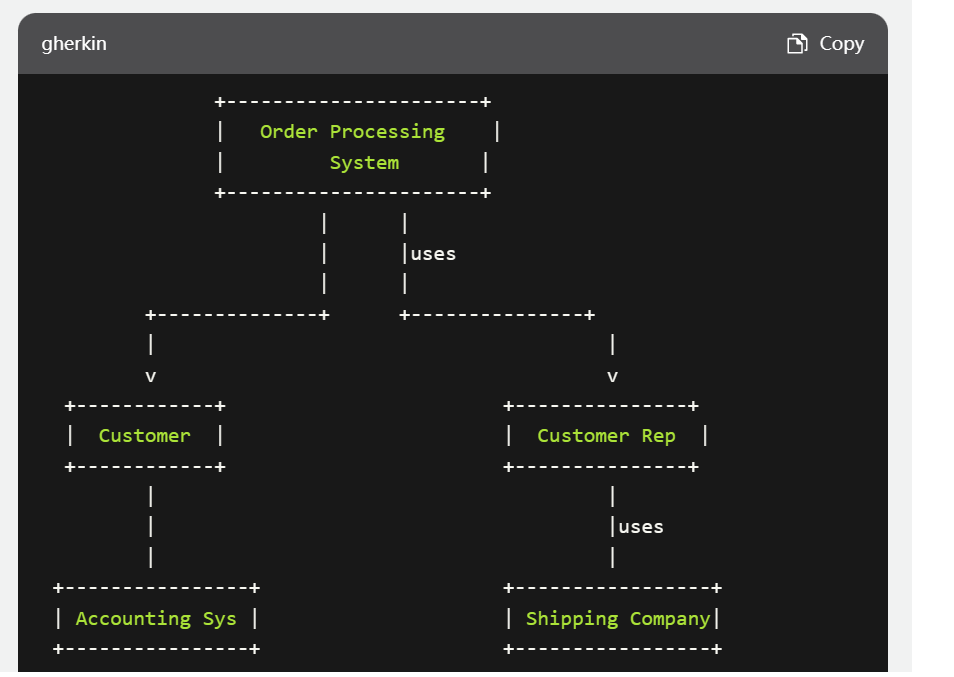 gherkin Copy
+----------------------+
|   Order Processing    |
|         System       |
+----------------------+
|      |
|      |uses
|      |
+--------------+      +---------------+
|                                       |
v                                       v
+------------+                        +---------------+
|  Customer  |                        |  Customer Rep  |
+------------+                        +---------------+
|                                       |
|                                       |uses
|                                       |
+----------------+                     +-----------------+
| Accounting Sys |                     | Shipping Company|
+----------------+                     +-----------------+